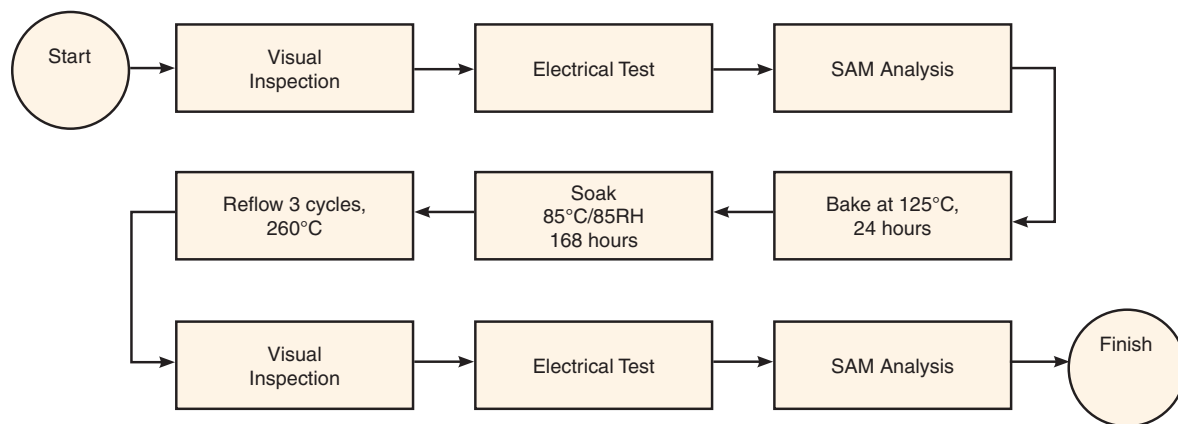 Start
Visual
Inspection
Electrical Test
SAM Analysis
Bake at 125°C,
24 hours
Soak
85°C/85RH
168 hours
Reflow 3 cycles,
260°C
Visual
Inspection
Electrical Test
SAM Analysis
Finish